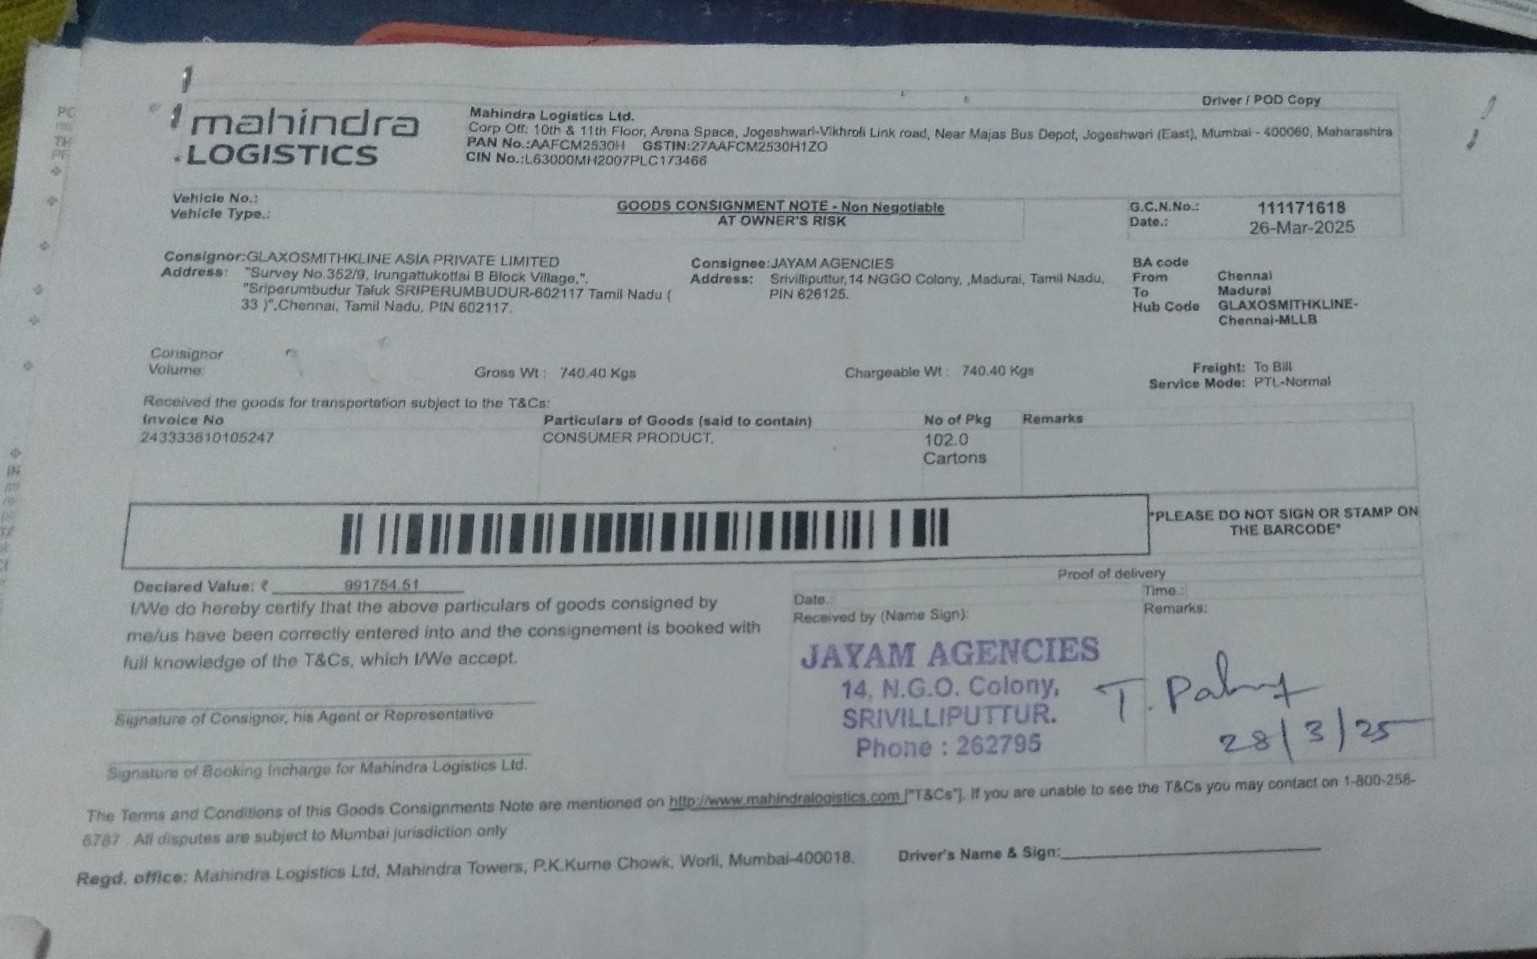 Driver / POD Copy
mahindra
LOGISTICS
Mahindra Logistics Ltd.
Corp Off: 10th & 11th Floor, Arena Space, Jogeshwari-Vikhroli Link road, Near Majas Bus Depot, Jogeshwari (East), Mumbai - 400060, Maharashtra
PAN No.:AAFCM2530H GSTIN:27AAFCM2530H1ZO
CIN No.:L63000MH2007PLC173466
Vehicle No.:
Vehicle Type.:
GOODS CONSIGNMENT NOTE - Non Negotiable
AT OWNER'S RISK
G.C.N.No.: 111171618
Date.: 26-Mar-2025
Consignor:GLAXOSMITHKLINE ASIA PRIVATE LIMITED
Address: "Survey No.352/9, Irungattukottai B Block Village,".
"Sriperumbudur Taluk SRIPERUMBUDUR-602117 Tamil Nadu (
33 )".Chennai, Tamil Nadu, PIN 602117.
Consignee:JAYAM AGENCIES
Address: Srivilliputtur,14 NGGO Colony, ,Madurai, Tamil Nadu,
PIN 626125.
BA code
From Chennai
To Madurai
Hub Code GLAXOSMITHKLINE-
Chennai-MLLB
Consignor
Volume:
Gross Wt : 740.40 Kgs
Chargeable Wt : 740.40 Kgs
Freight: To Bill
Service Mode: PTL-Normal
Received the goods for transportation subject to the T&Cs:
Invoice No Particulars of Goods (said to contain) No of Pkg Remarks
243333610105247 CONSUMER PRODUCT, 102.0
Cartons
*PLEASE DO NOT SIGN OR STAMP ON
THE BARCODE*
Declared Value: ₹ 991754.51
I/We do hereby certify that the above particulars of goods consigned by
me/us have been correctly entered into and the consignement is booked with
full knowledge of the T&Cs, which I/We accept.
Signature of Consignor, his Agent or Representative
Signature of Booking Incharge for Mahindra Logistics Ltd.
Proof of delivery
Date.: Time.:
Received by (Name Sign): Remarks:
JAYAM AGENCIES
14, N.G.O. Colony,
SRIVILLIPUTTUR.
Phone : 262795
T.
28/3/25
The Terms and Conditions of this Goods Consignments Note are mentioned on http://www.mahindralogistics.com ["T&Cs"]. If you are unable to see the T&Cs you may contact on 1-800-258-
6787 . All disputes are subject to Mumbai jurisdiction only
Regd. office: Mahindra Logistics Ltd, Mahindra Towers, P.K.Kurne Chowk, Worli, Mumbai-400018.
Driver's Name & Sign: